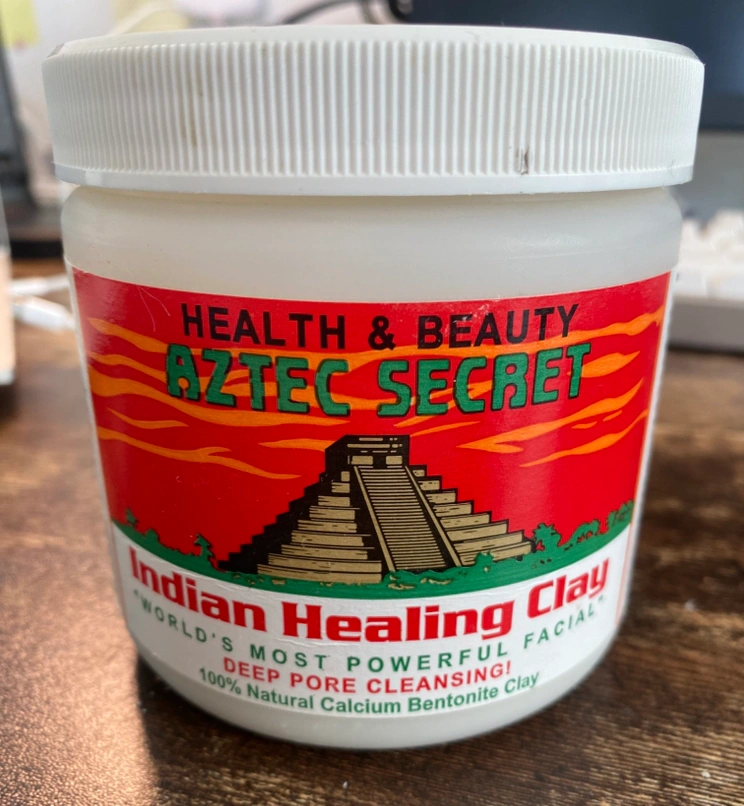 HEALTH & BEAUTY
AZTEC SECRET
Indian Healing Clay
"WORLD'S MOST POWERFUL FACIAL".
DEEP PORE CLEANSING!
100% Natural Calcium Bentonite Clay